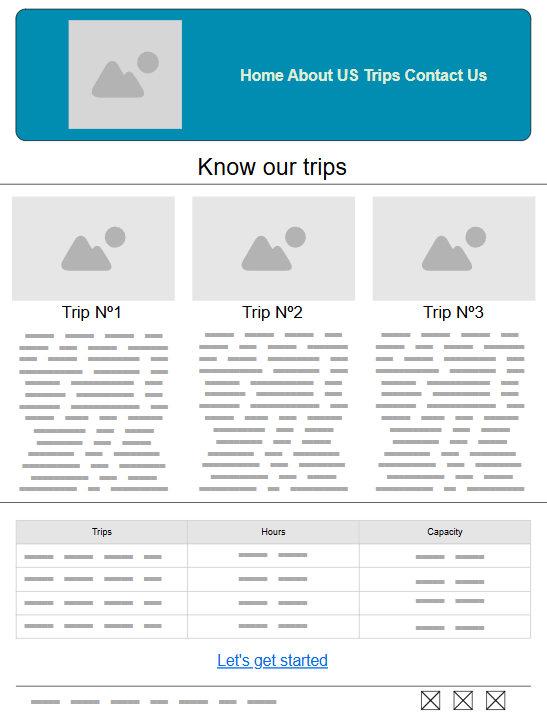 Home About US Trips Contact Us
Know our trips
Trip Nº1 Trip Nº2 Trip Nº3
Trips Hours Capacity
Let's get started